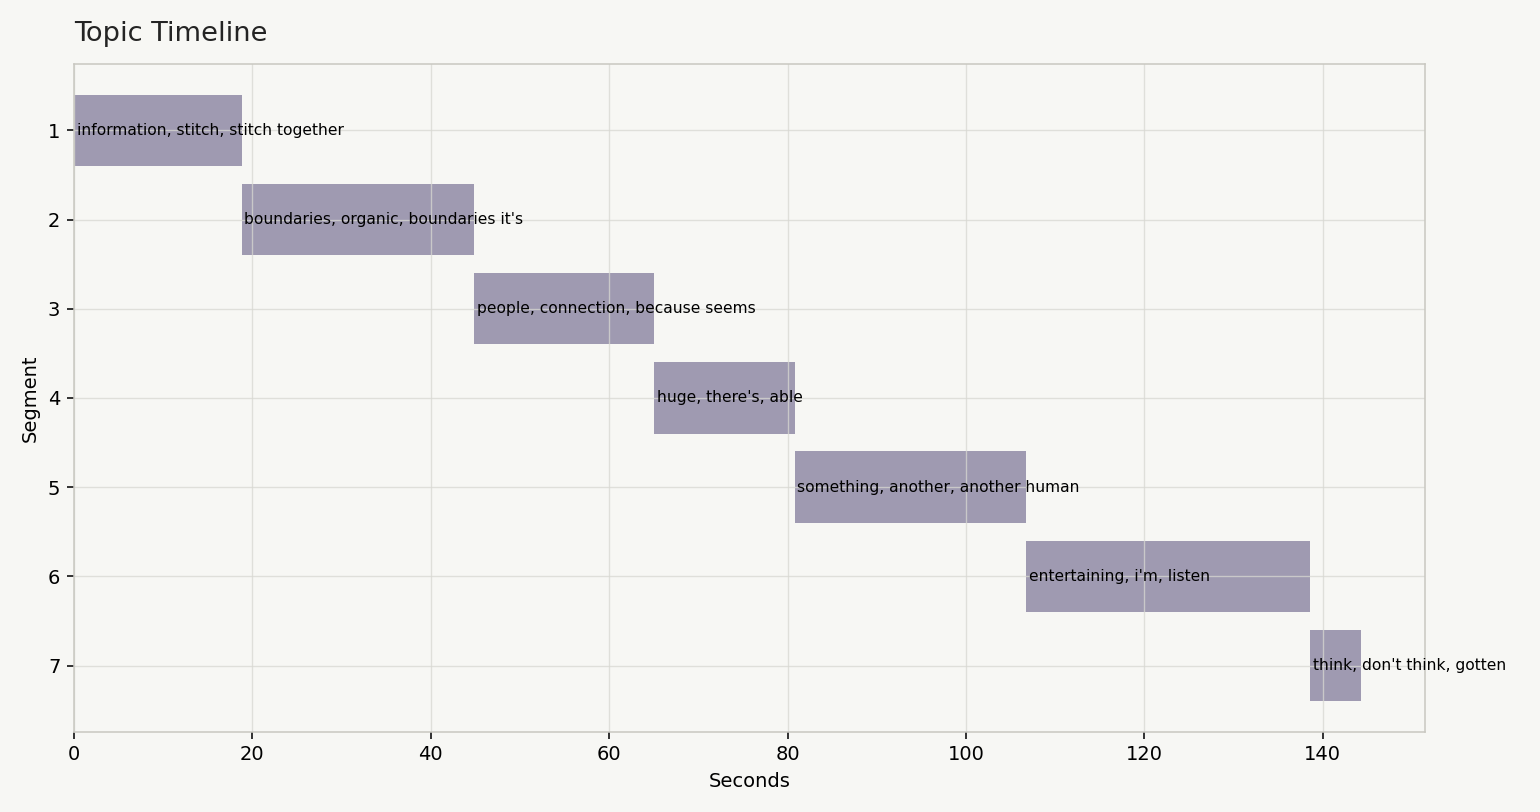 Topic Timeline
1
information, stitch, stitch together
2
boundaries, organic, boundaries it's
3
people, connection, because seems
4
huge, there's, able
5
something, another, another human
6
entertaining, i'm, listen
7
think, don't think, gotten
Segment
0 20 40 60 80 100 120 140
Seconds